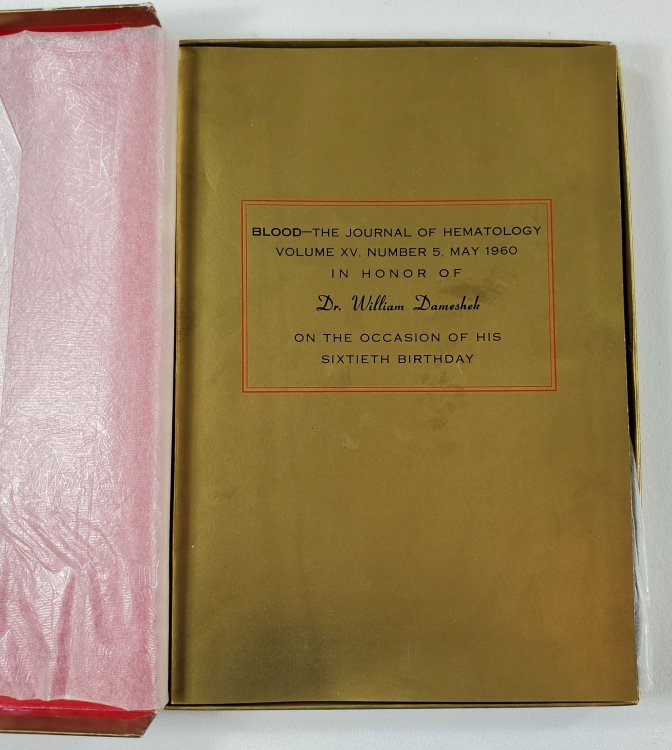 BLOOD—THE JOURNAL OF HEMATOLOGY
VOLUME XV, NUMBER 5, MAY 1960
IN HONOR OF
Dr. William Dameshek
ON THE OCCASION OF HIS
SIXTIETH BIRTHDAY